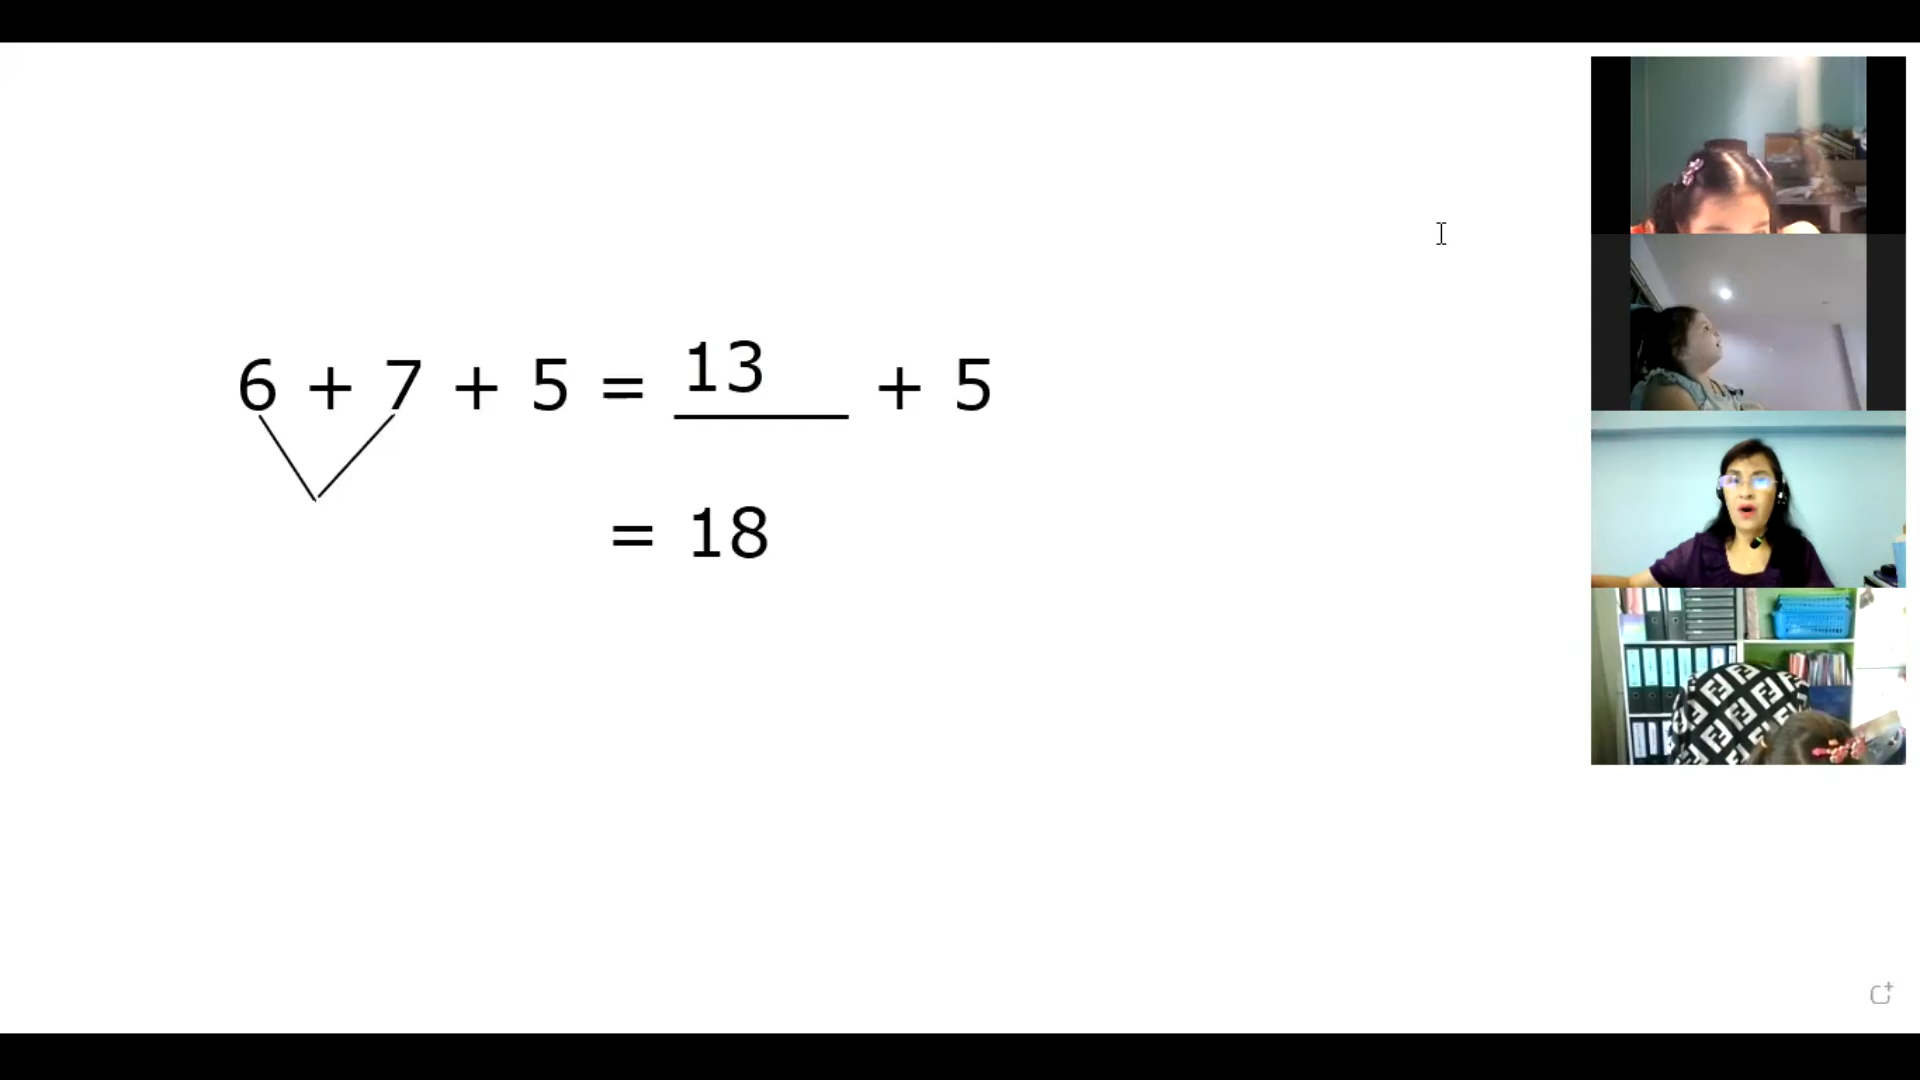 6 + 7 + 5 = 13 + 5
= 18